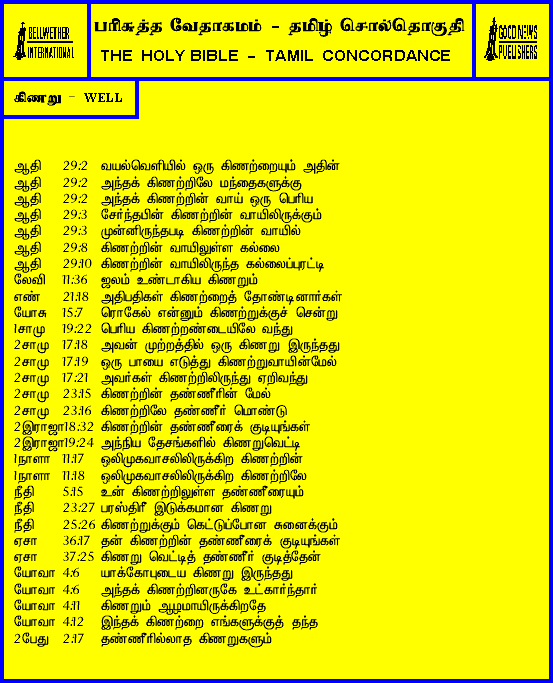 BELLWETHER
INTERNATIONAL
பரிசுத்த வேதாகமம் - தமிழ் சொல்தொகுதி
THE HOLY BIBLE - TAMIL CONCORDANCE
GOOD NEWS
PUBLISHERS
கிணறு - WELL
ஆதி 29:2 வயல்வெளியில் ஒரு கிணற்றையும் அதின்
ஆதி 29:2 அந்தக் கிணற்றிலே மந்தைகளுக்கு
ஆதி 29:2 அந்தக் கிணற்றின் வாய் ஒரு பெரிய
ஆதி 29:3 சேர்ந்தபின் கிணற்றின் வாயிலிருக்கும்
ஆதி 29:3 முன்னிருந்தபடி கிணற்றின் வாயில்
ஆதி 29:8 கிணற்றின் வாயிலுள்ள கல்லை
ஆதி 29:10 கிணற்றின் வாயிலிருந்த கல்லைப்புரட்டி
லேவி 11:36 ஜலம் உண்டாகிய கிணறும்
எண் 21:18 அதிபதிகள் கிணற்றைத் தோண்டினார்கள்
யோசு 15:7 ரொகேல் என்னும் கிணற்றுக்குச் சென்று
1சாமு 19:22 பெரிய கிணற்றண்டையிலே வந்து
2சாமு 17:18 அவன் முற்றத்தில் ஒரு கிணறு இருந்தது
2சாமு 17:19 ஒரு பாயை எடுத்து கிணற்றுவாயின்மேல்
2சாமு 17:21 அவர்கள் கிணற்றிலிருந்து ஏறிவந்து
2சாமு 23:15 கிணற்றின் தண்ணீரின் மேல்
2சாமு 23:16 கிணற்றிலே தண்ணீர் மொண்டு
2இராஜா18:32 கிணற்றின் தண்ணீரைக் குடியுங்கள்
2இராஜா19:24 அந்நிய தேசங்களில் கிணறுவெட்டி
1நாளா 11:17 ஒலிமுகவாசலிலிருக்கிற கிணற்றின்
1நாளா 11:18 ஒலிமுகவாசலிலிருக்கிற கிணற்றிலே
நீதி 5:15 உன் கிணற்றிலுள்ள தண்ணீரையும்
நீதி 23:27 பரஸ்திரீ இடுக்கமான கிணறு
நீதி 25:26 கிணற்றுக்கும் கெட்டுப்போன சுனைக்கும்
ஏசா 36:17 தன் கிணற்றின் தண்ணீரைக் குடியுங்கள்
ஏசா 37:25 கிணறு வெட்டித் தண்ணீர் குடித்தேன்
யோவா 4:6 யாக்கோபுடைய கிணறு இருந்தது
யோவா 4:6 அந்தக் கிணற்றினருகே உட்கார்ந்தார்
யோவா 4:11 கிணறும் ஆழமாயிருக்கிறதே
யோவா 4:12 இந்தக் கிணற்றை எங்களுக்குத் தந்த
2பேது 2:17 தண்ணீரில்லாத கிணறுகளும்